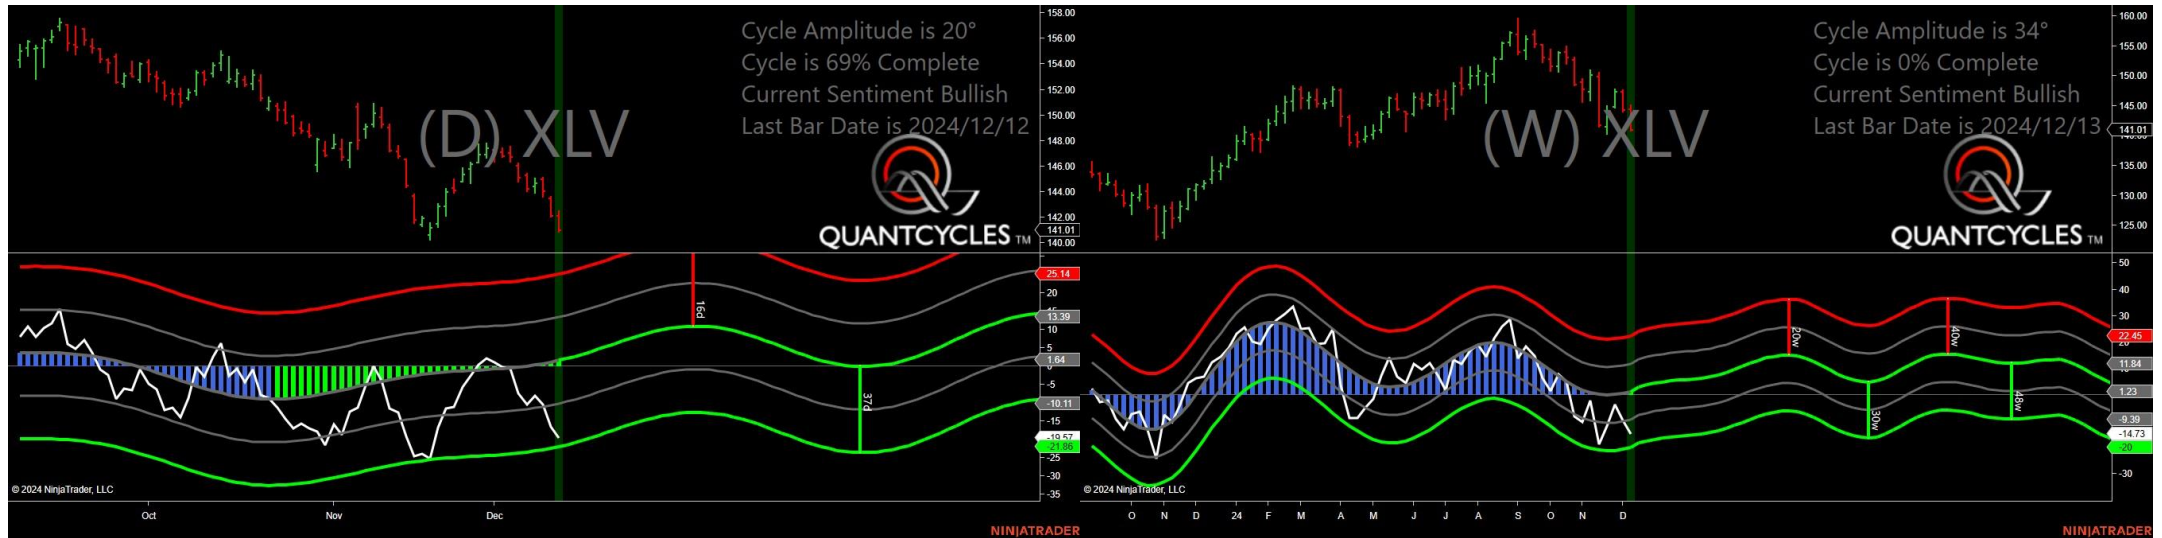 Cycle Amplitude is 20°
Cycle is 69% Complete
Current Sentiment Bullish
Last Bar Date is 2024/12/12
(D) XLV
QUANTCYCLES TM
158.00
156.00
154.00
152.00
150.00
148.00
146.00
144.00
142.00
141.01
140.00
25.14
20
13.39
10
5
1.64
0
-5
-10.11
-15
-19.57
-21.86
-25
-30
-35
16d
37d
© 2024 NinjaTrader, LLC
Oct
Nov
Dec
NINJATRADER
Cycle Amplitude is 34°
Cycle is 0% Complete
Current Sentiment Bullish
Last Bar Date is 2024/12/13
(W) XLV
QUANTCYCLES TM
160.00
155.00
150.00
145.00
141.01
135.00
130.00
125.00
50
40
30
22.45
11.84
1.23
-9.39
-14.73
-20
-30
20w
40w
30w
48w
© 2024 NinjaTrader, LLC
O N D 24 F M A M J J A S O N D
NINJATRADER